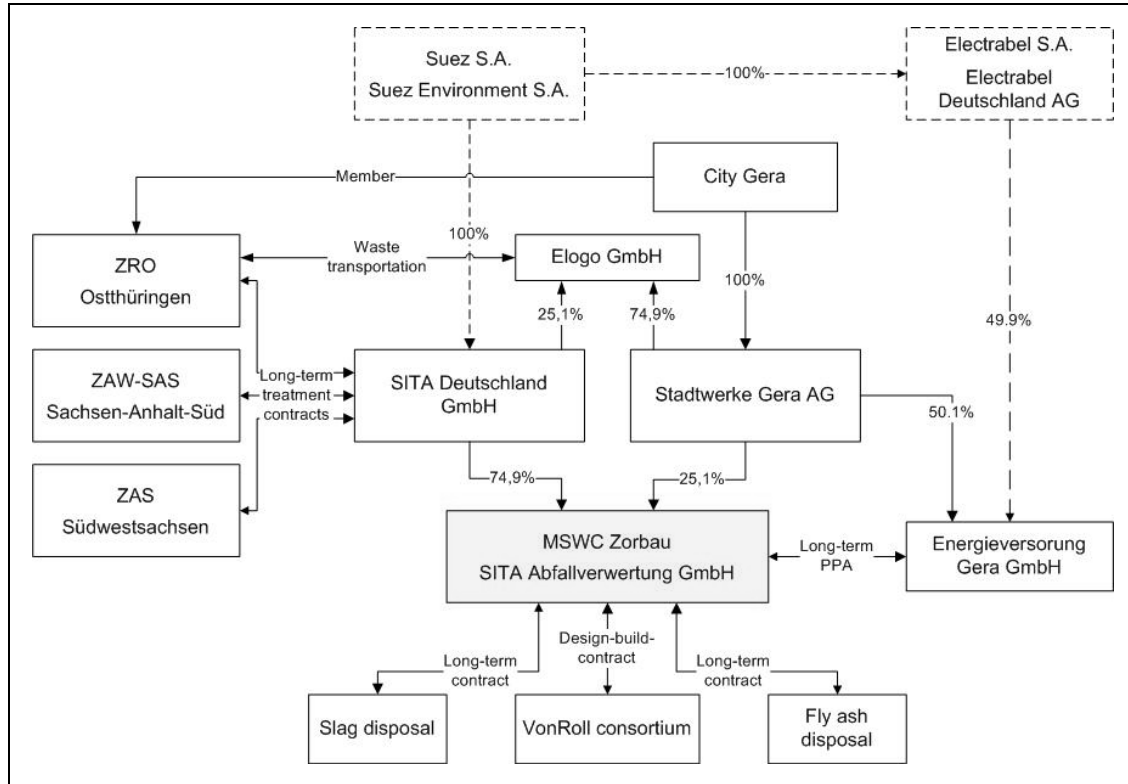 Suez S.A.
Suez Environment S.A.
100%
Electrabel S.A.
Electrabel
Deutschland AG
Member
City Gera
ZRO
Ostthüringen
Waste
transportation
100%
Elogo GmbH
100%
25,1%
74,9%
49.9%
ZAW-SAS
Sachsen-Anhalt-Süd
Long-term
treatment
contracts
SITA Deutschland
GmbH
Stadtwerke Gera AG
50.1%
ZAS
Südwestsachsen
74,9%
25,1%
MSWC Zorbau
SITA Abfallverwertung GmbH
Long-term
PPA
Energieversorung
Gera GmbH
Long-term
contract
Design-build-
contract
Long-term
contract
Slag disposal
VonRoll consortium
Fly ash
disposal